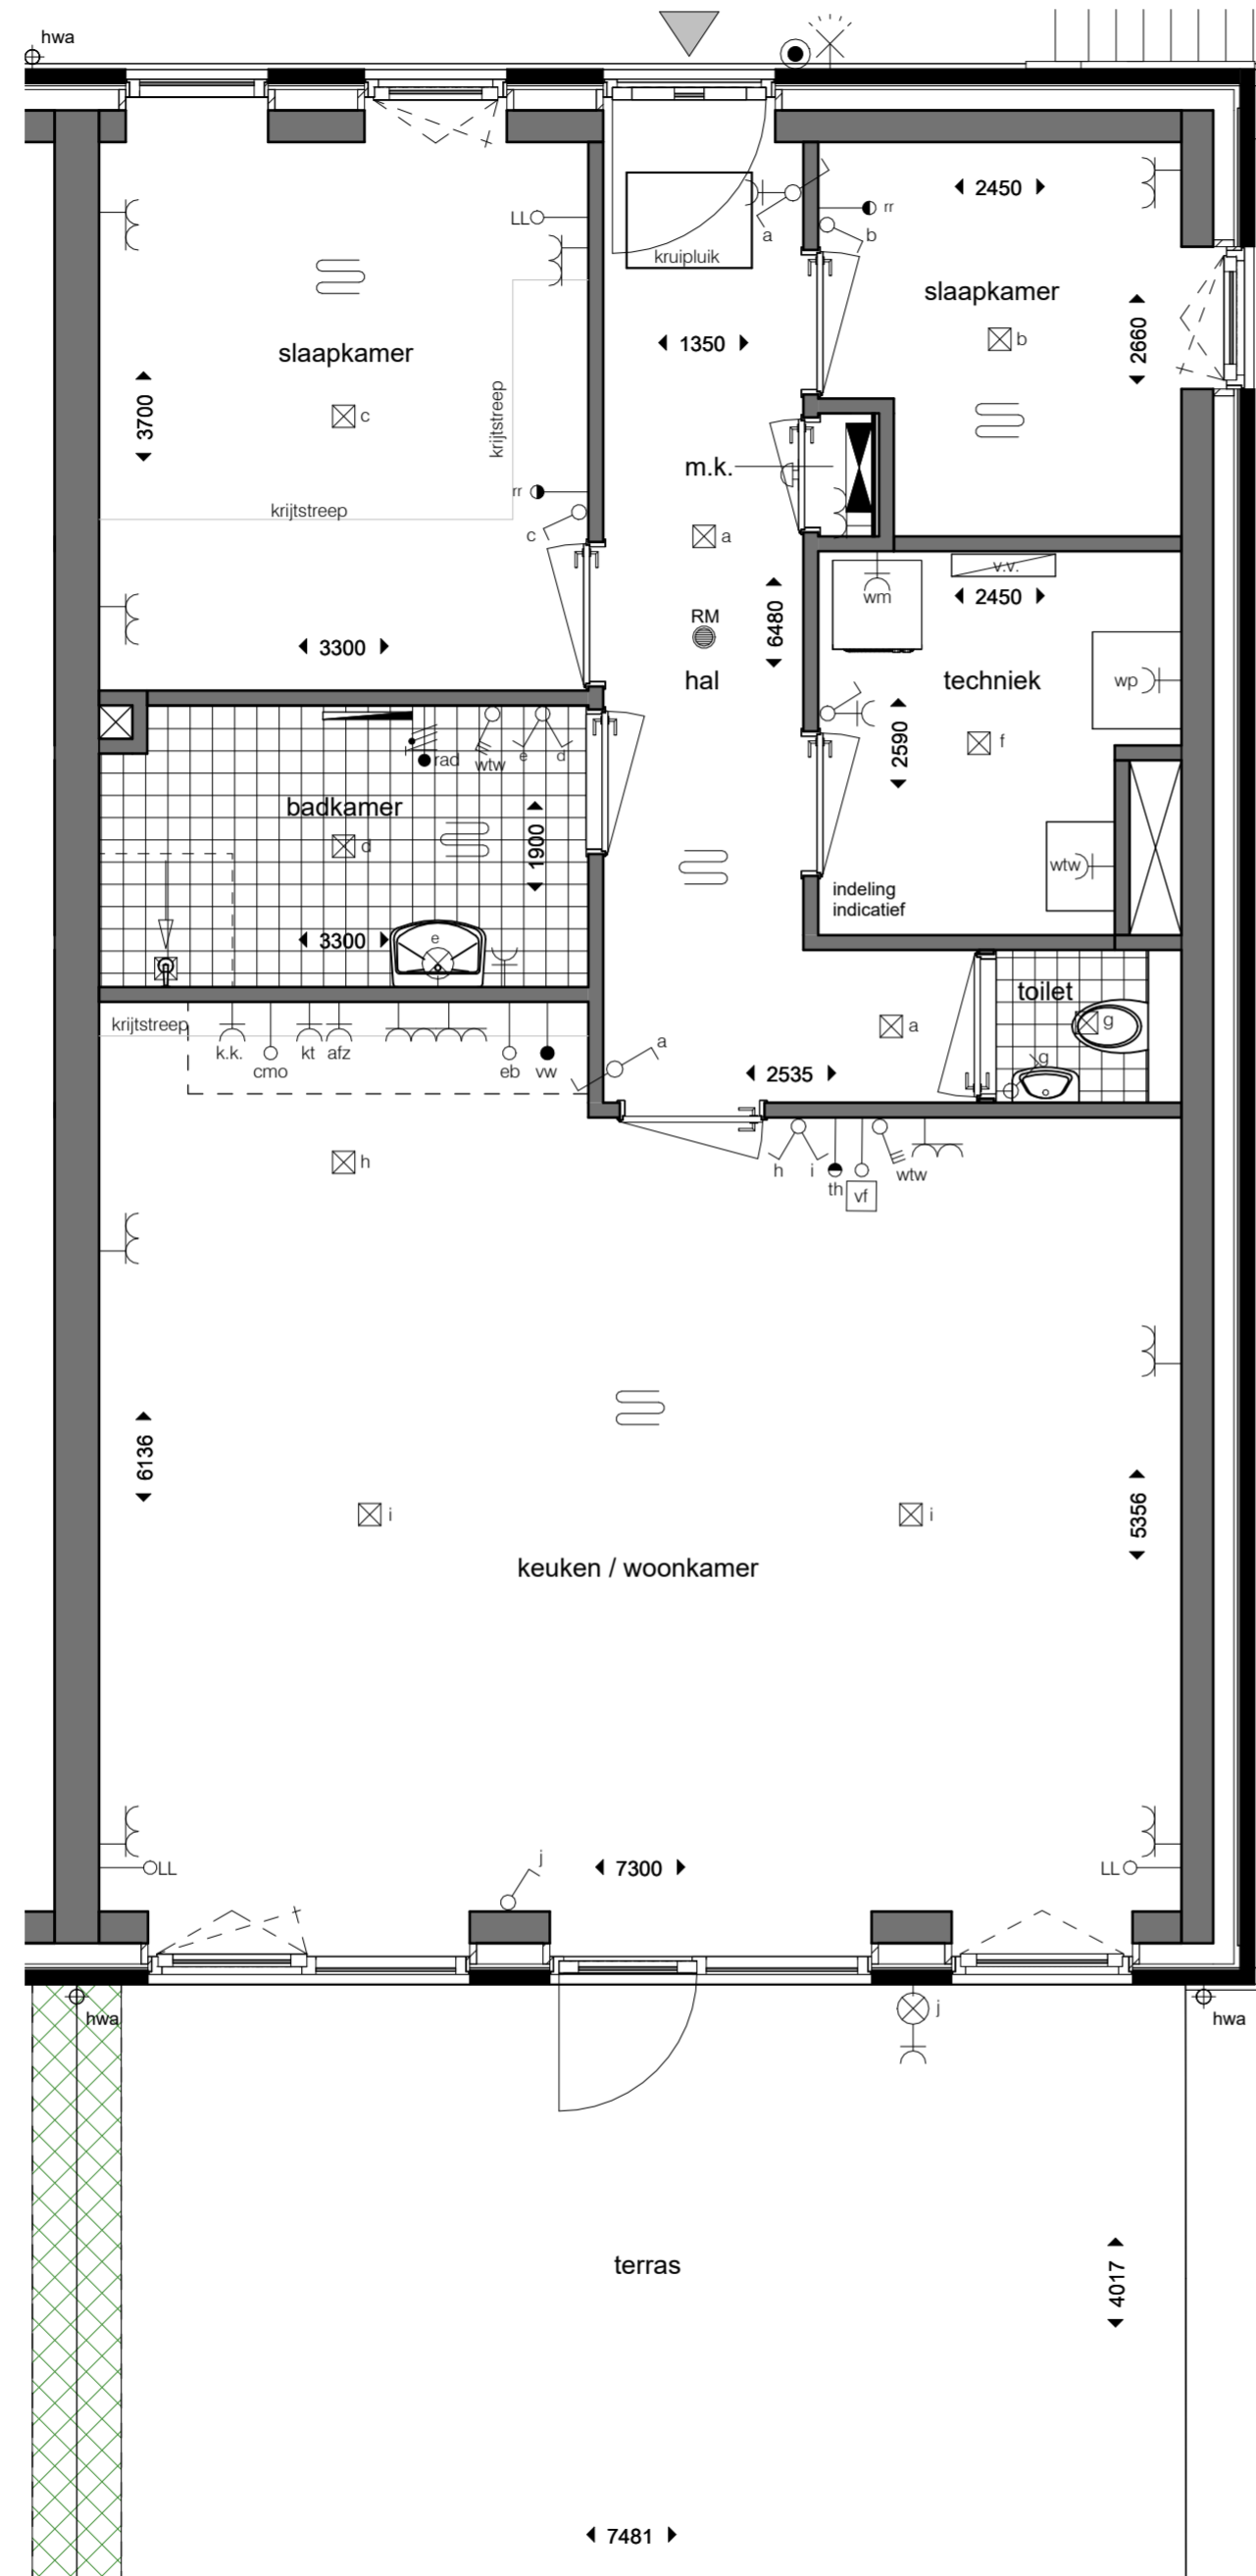 hwa
LL
kruipluik
a
rr
b
2450
slaapkamer
2660
b
slaapkamer
1350
3700
c
krijtstreep
m.k.
rr
krijtstreep
c
a
wm
v.v.
2450
RM
6480
3300
hal
techniek
wp
2590
f
rad
wtw
e
d
badkamer
d
1900
wtw
indeling
indicatief
3300
e
toilet
krijtstreep
k.k.
cmo
kt
afz
eb
vw
a
a
g
g
2535
h
h
i
th
vf
wtw
6136
5356
i
i
keuken / woonkamer
7300
j
LL
LL
hwa
j
hwa
terras
4017
7481